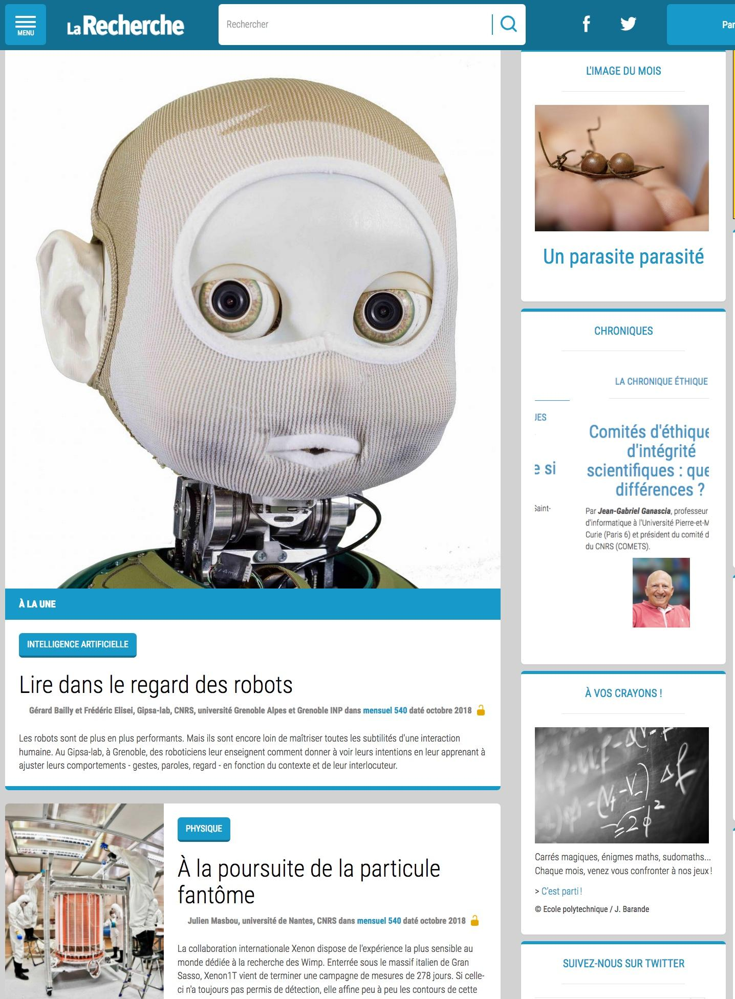 MENU
La Recherche
Rechercher
À LA UNE
INTELLIGENCE ARTIFICIELLE
Lire dans le regard des robots
Gérard Bailly et Frédéric Elisei, Gipsa-lab, CNRS, université Grenoble Alpes et Grenoble INP dans mensuel 540 daté octobre 2018
Les robots sont de plus en plus performants. Mais ils sont encore loin de maîtriser toutes les subtilités d'une interaction
humaine. Au Gipsa-lab, à Grenoble, des roboticiens leur enseignent comment donner à voir leurs intentions en leur apprenant à
ajuster leurs comportements - gestes, paroles, regard - en fonction du contexte et de leur interlocuteur.
PHYSIQUE
À la poursuite de la particule
fantôme
Julien Masbou, université de Nantes, CNRS dans mensuel 540 daté octobre 2018
La collaboration internationale Xenon dispose de l'expérience la plus sensible au
monde dédiée à la recherche des Wimp. Enterrée sous le massif italien de Gran
Sasso, Xenon1T vient de terminer une campagne de mesures de 278 jours. Si celle-
ci n'a toujours pas permis de détection, elle affine peu à peu les contours de cette
L'IMAGE DU MOIS
Un parasite parasité
CHRONIQUES
e si
Saint-
LA CHRONIQUE ÉTHIQUE
Comités d'éthique
d'intégrité
scientifiques : que
différences ?
Par Jean-Gabriel Ganascia, professeur
d'informatique à l'Université Pierre-et-M
Curie (Paris 6) et président du comité d
du CNRS (COMETS).
À VOS CRAYONS !
Carrés magiques, énigmes maths, sudomaths...
Chaque mois, venez vous confronter à nos jeux !
> C'est parti !
© Ecole polytechnique / J. Barande
SUIVEZ-NOUS SUR TWITTER